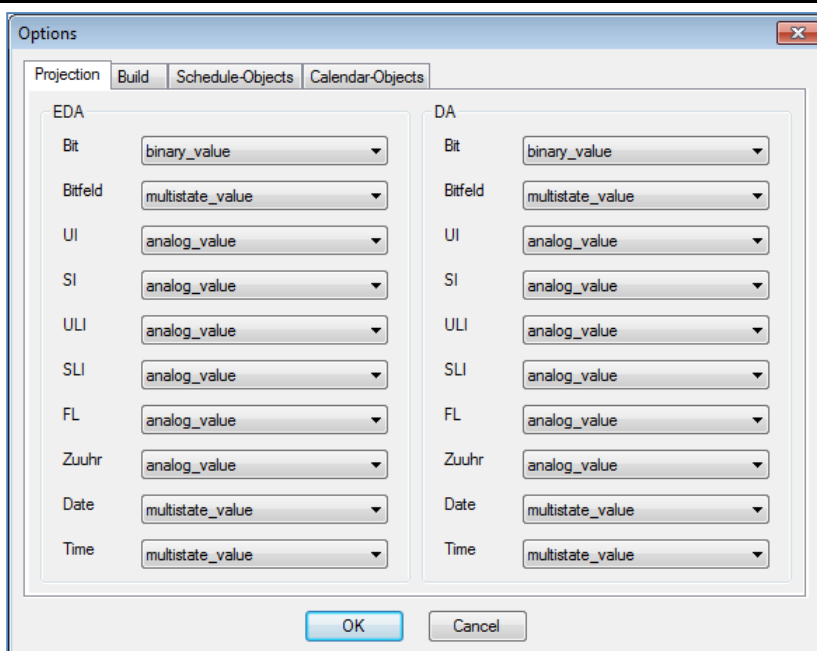 Options
Projection Build Schedule-Objects Calendar-Objects
EDA DA
Bit binary_value Bit binary_value
Bitfeld multistate_value Bitfeld multistate_value
UI analog_value UI analog_value
SI analog_value SI analog_value
ULI analog_value ULI analog_value
SLI analog_value SLI analog_value
FL analog_value FL analog_value
Zuuhr analog_value Zuuhr analog_value
Date multistate_value Date multistate_value
Time multistate_value Time multistate_value
OK Cancel